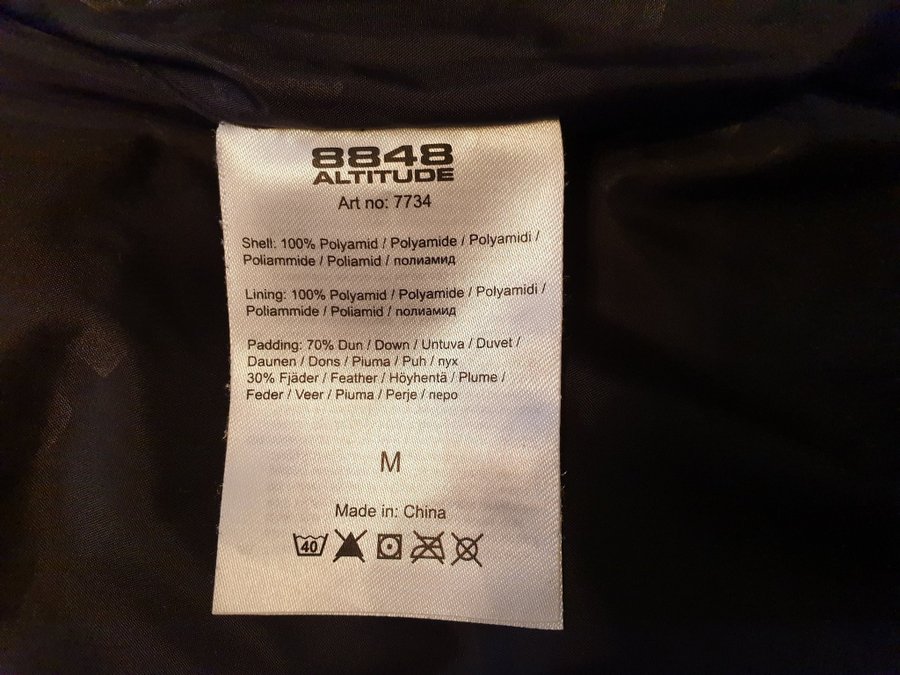 8848
ALTITUDE
Art no: 7734
Shell: 100% Polyamid / Polyamide / Polyamidi /
Poliammide / Poliamid / полиамид
Lining: 100% Polyamid / Polyamide / Polyamidi /
Poliammide / Poliamid / полиамид
Padding: 70% Dun / Down / Untuva / Duvet /
Daunen / Dons / Piuma / Puh / пух
30% Fjäder / Feather / Höyhentä / Plume /
Feder / Veer / Piuma / Perje / перо
M
Made in: China
40